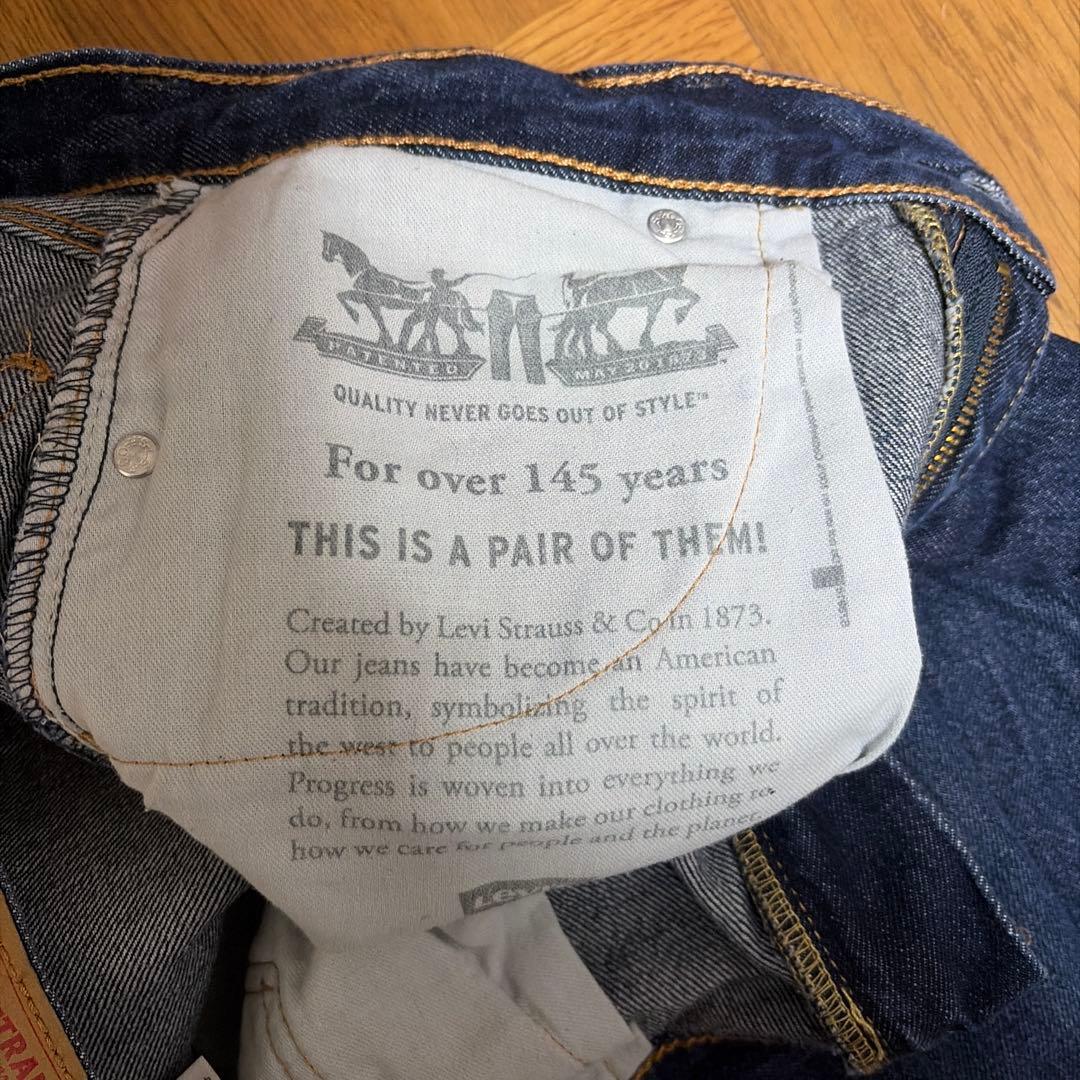 PATENTED
MAY 20 1873
QUALITY NEVER GOES OUT OF STYLE™
For over 145 years
THIS IS A PAIR OF THEM!
Created by Levi Strauss & Co in 1873.
Our jeans have become an American
tradition, symbolizing the spirit of
the west to people all over the world.
Progress is woven into everything we
do, from how we make our clothing to
how we care for people and the planet.
Levi's